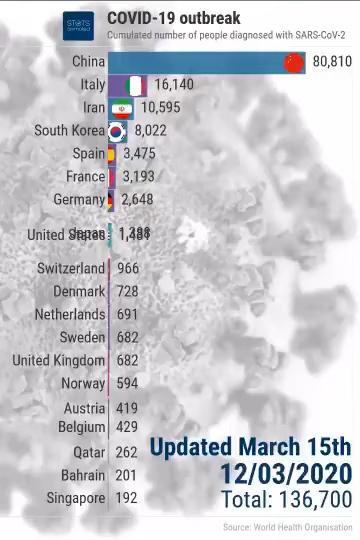 STATS
COVID-19 outbreak
Cumulated number of people diagnosed with SARS-CoV-2
China 80,810
Italy 16,140
Iran 10,595
South Korea 8,022
Spain 3,475
France 3,193
Germany 2,648
Japan
United States
Switzerland 966
Denmark 728
Netherlands 691
Sweden 682
United Kingdom 682
Norway 594
Austria 419
Belgium 429
Qatar 262
Bahrain 201
Singapore 192
Updated March 15th
12/03/2020
Total: 136,700
Source: World Health Organisation